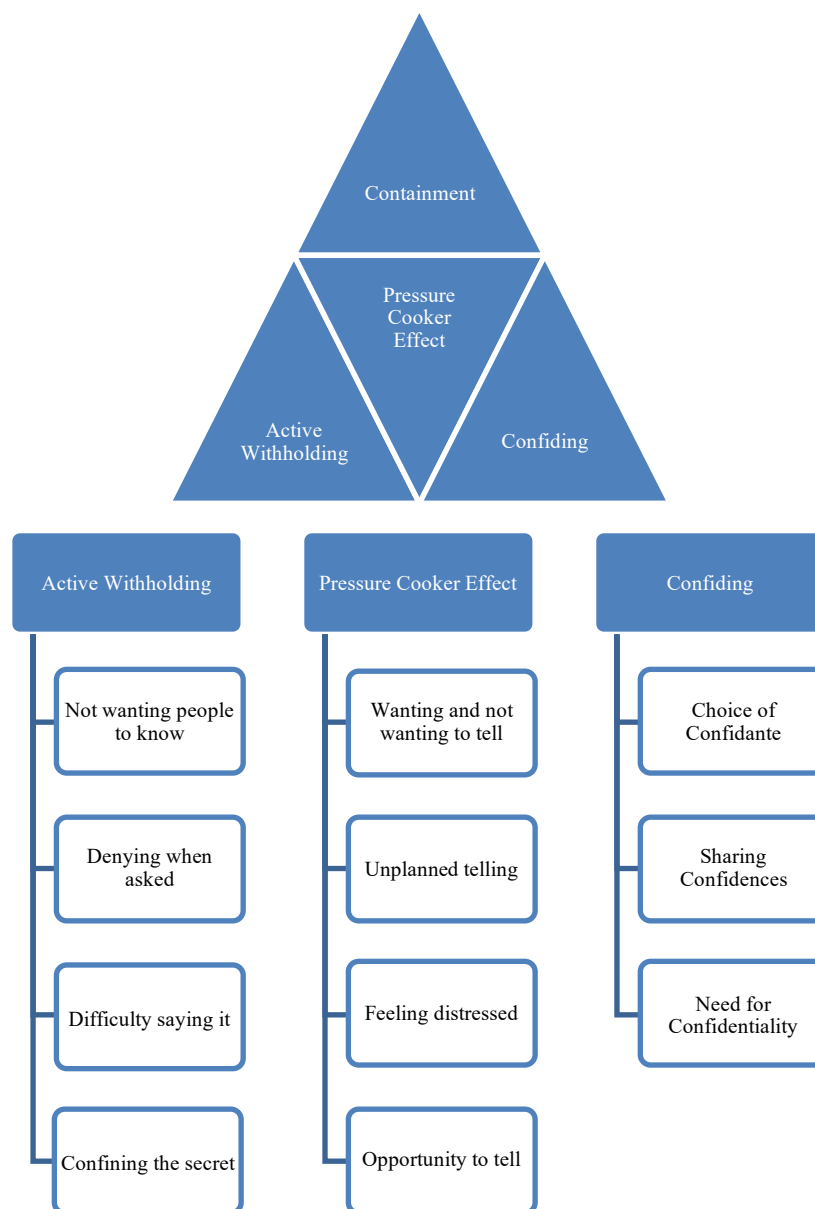 Containment
Pressure
Cooker
Effect
Active
Withholding
Confiding
Active Withholding
Not wanting people
to know
Denying when
asked
Difficulty saying it
Confining the secret
Pressure Cooker Effect
Wanting and not
wanting to tell
Unplanned telling
Feeling distressed
Opportunity to tell
Confiding
Choice of
Confidante
Sharing
Confidences
Need for
Confidentiality